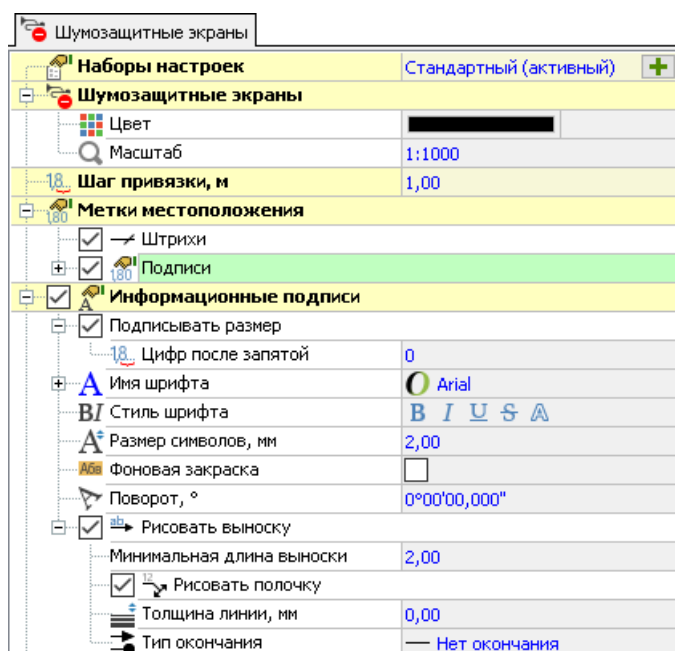 Шумозащитные экраны
Наборы настроек Стандартный (активный)
Шумозащитные экраны
Цвет
Масштаб 1:1000
Шаг привязки, м 1,00
Метки местоположения
Штрихи
Подписи
Информационные подписи
Подписывать размер
Цифр после запятой 0
Имя шрифта Arial
Стиль шрифта B I U S A
Размер символов, мм 2,00
Фоновая закраска
Поворот, ° 0°00'00,000"
Рисовать выноску
Минимальная длина выноски 2,00
Рисовать полочку
Толщина линии, мм 0,00
Тип окончания — Нет окончания